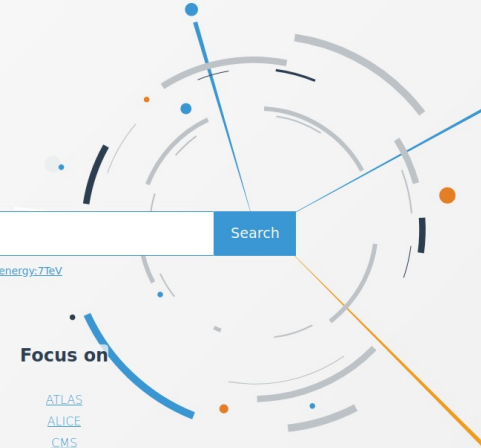 Search
energy:7TeV
Focus on
ATLAS
ALICE
CMS